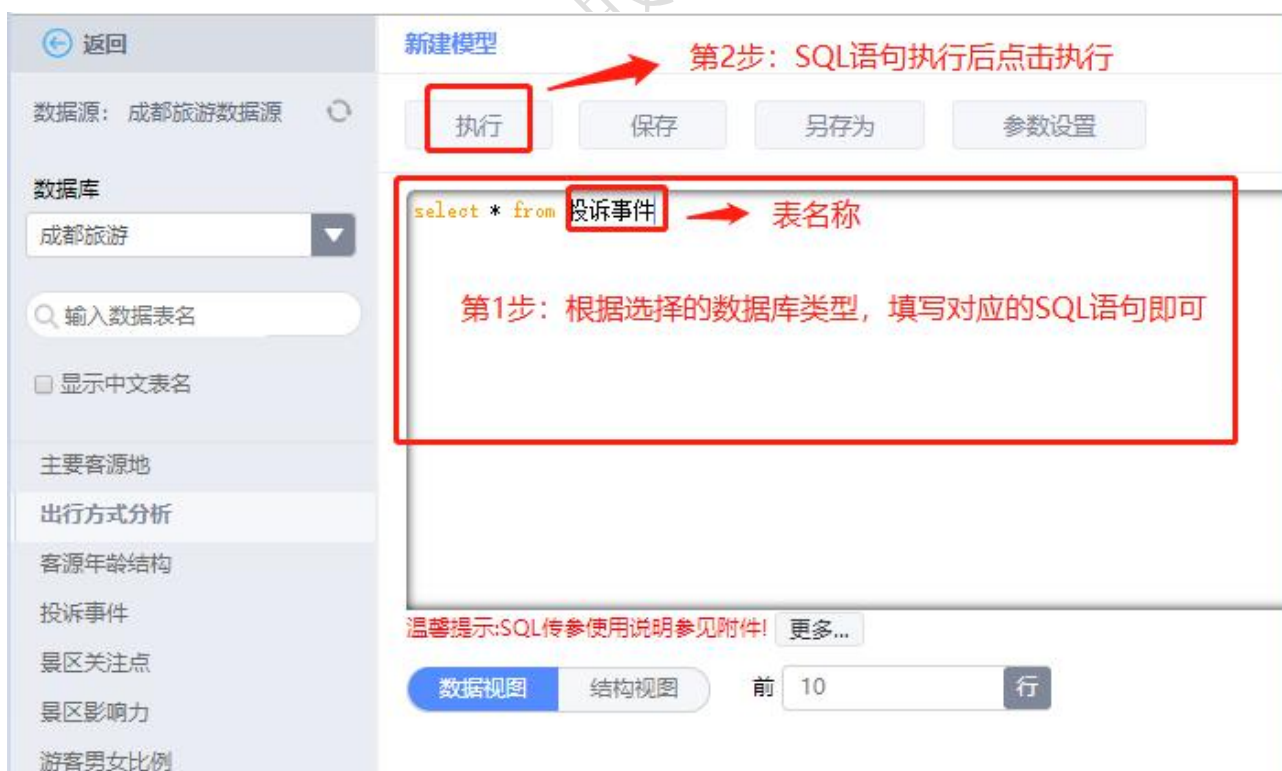 返回
新建模型
第2步：SQL语句执行后点击执行
数据源： 成都旅游数据源
执行 保存 另存为 参数设置
数据库
成都旅游
select * from 投诉事件 表名称
第1步：根据选择的数据库类型，填写对应的SQL语句即可
输入数据表名
显示中文表名
主要客源地
出行方式分析
客源年龄结构
投诉事件
温馨提示:SQL传参使用说明参见附件! 更多...
景区关注点
数据视图 结构视图 前 10 行
景区影响力
游客男女比例